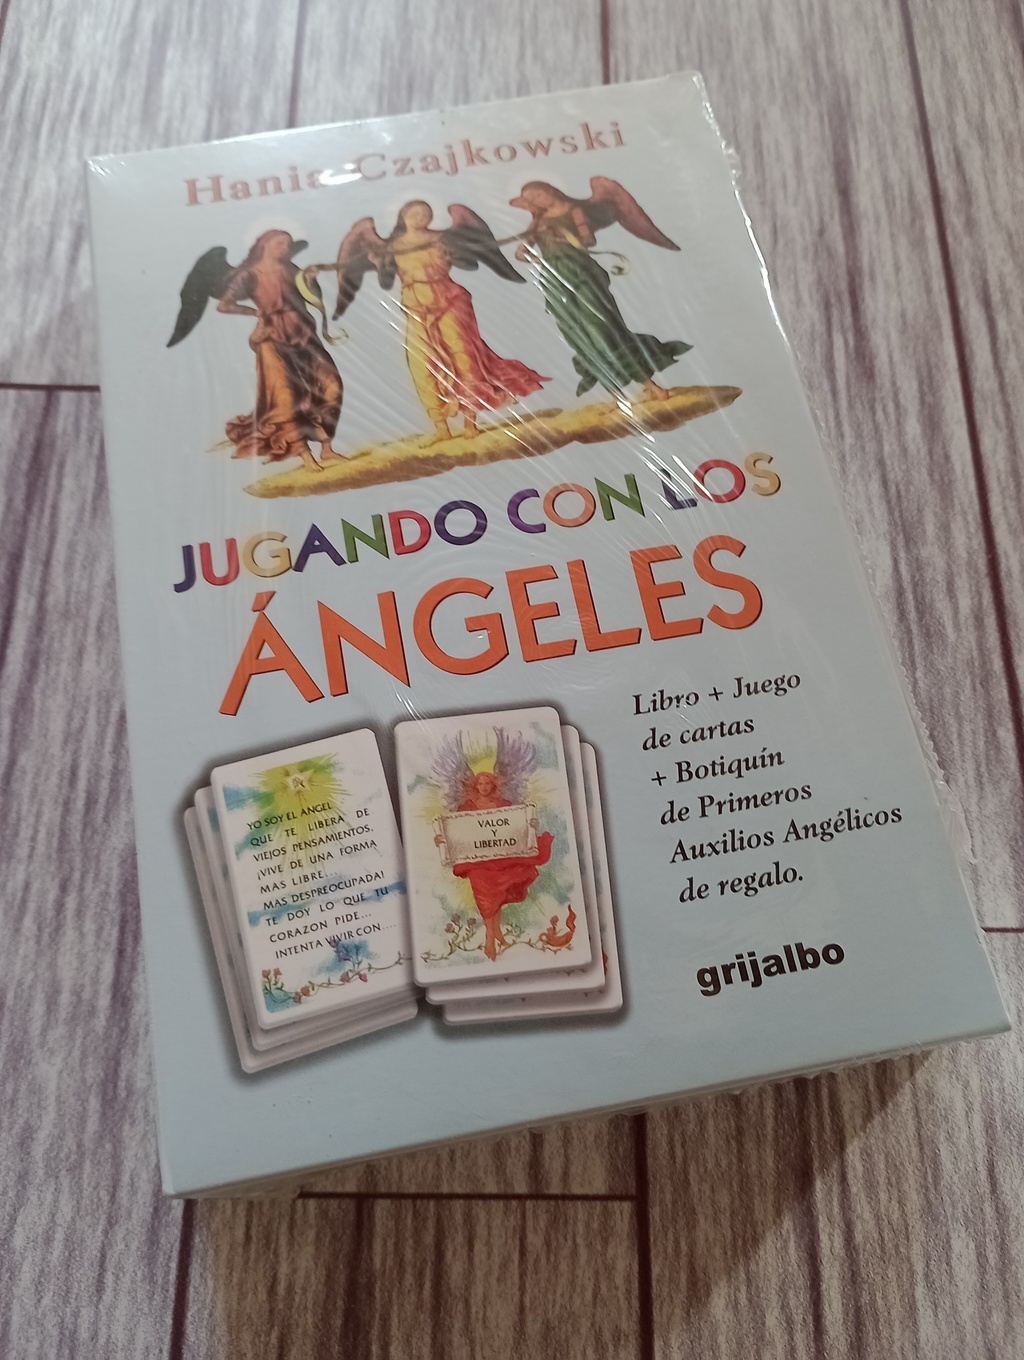 Hania Czajkowski
JUGANDO CON LOS
ÁNGELES
Libro + Juego
de cartas
+ Botiquín
de Primeros
Auxilios Angélicos
de regalo.
YO SOY EL ANGEL
QUE TE LIBERA DE
VIEJOS PENSAMIENTOS.
¡VIVE DE UNA FORMA
MAS LIBRE...
MAS DESPREOCUPADA!
TE DOY LO QUE TU
CORAZON PIDE...
INTENTA VIVIR CON....
VALOR
Y
LIBERTAD
grijalbo